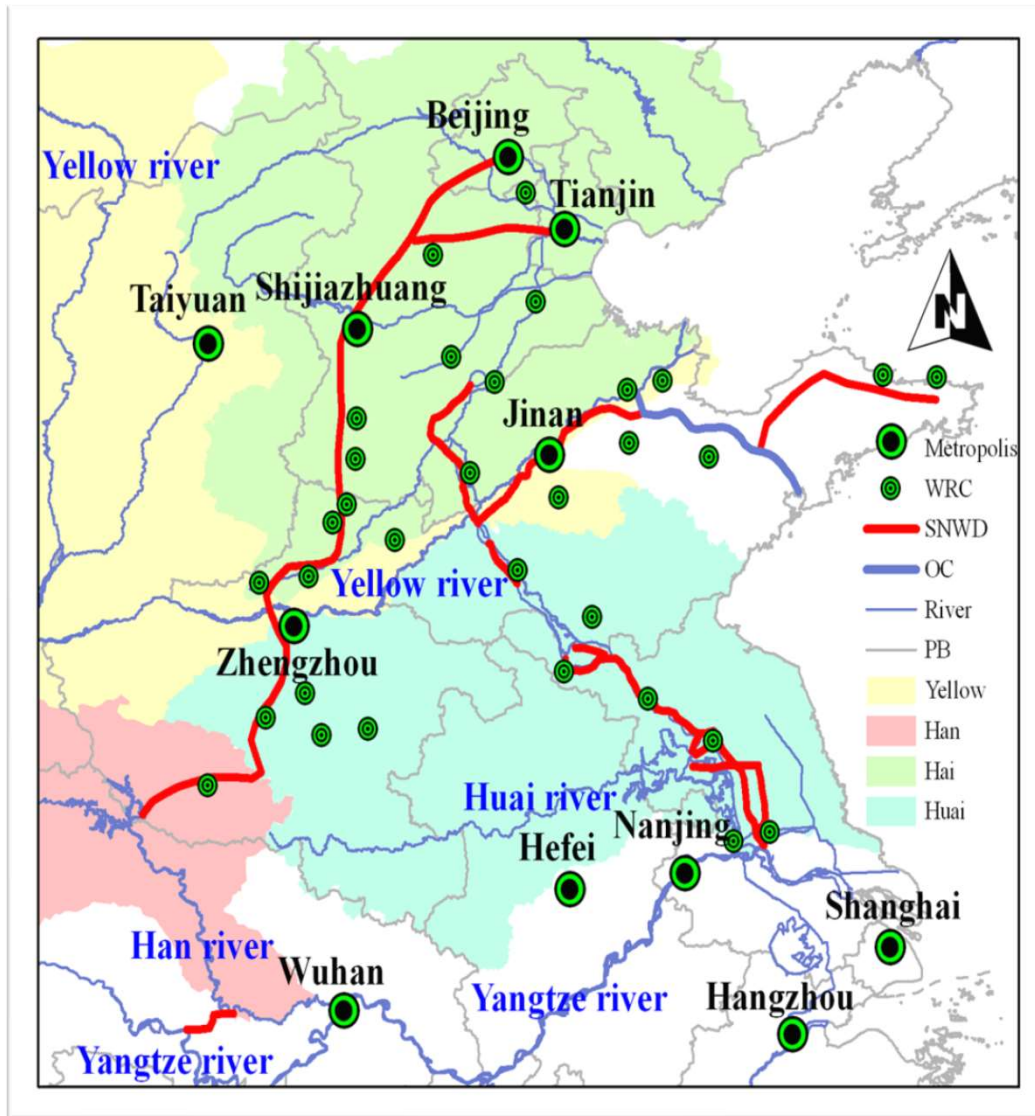 Beijing
Yellow river
Tianjin
Shijiazhuang
Taiyuan
N
Jinan
Metropolis
WRC
SNWD
OC
Yellow river
River
PB
Zhengzhou
Yellow
Han
Hai
Huai river
Huai
Nanjing
Hefei
Shanghai
Han river
Wuhan
Yangtze river
Hangzhou
Yangtze river